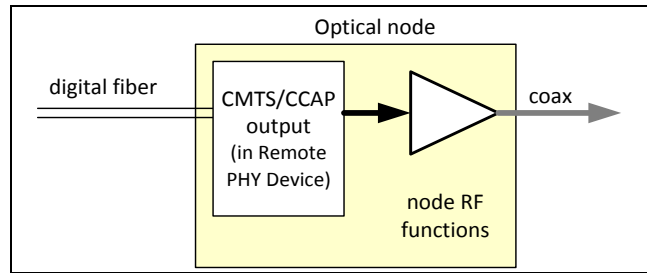 Optical node
digital fiber
CMTS/CCAP
output
(in Remote
PHY Device)
coax
node RF
functions